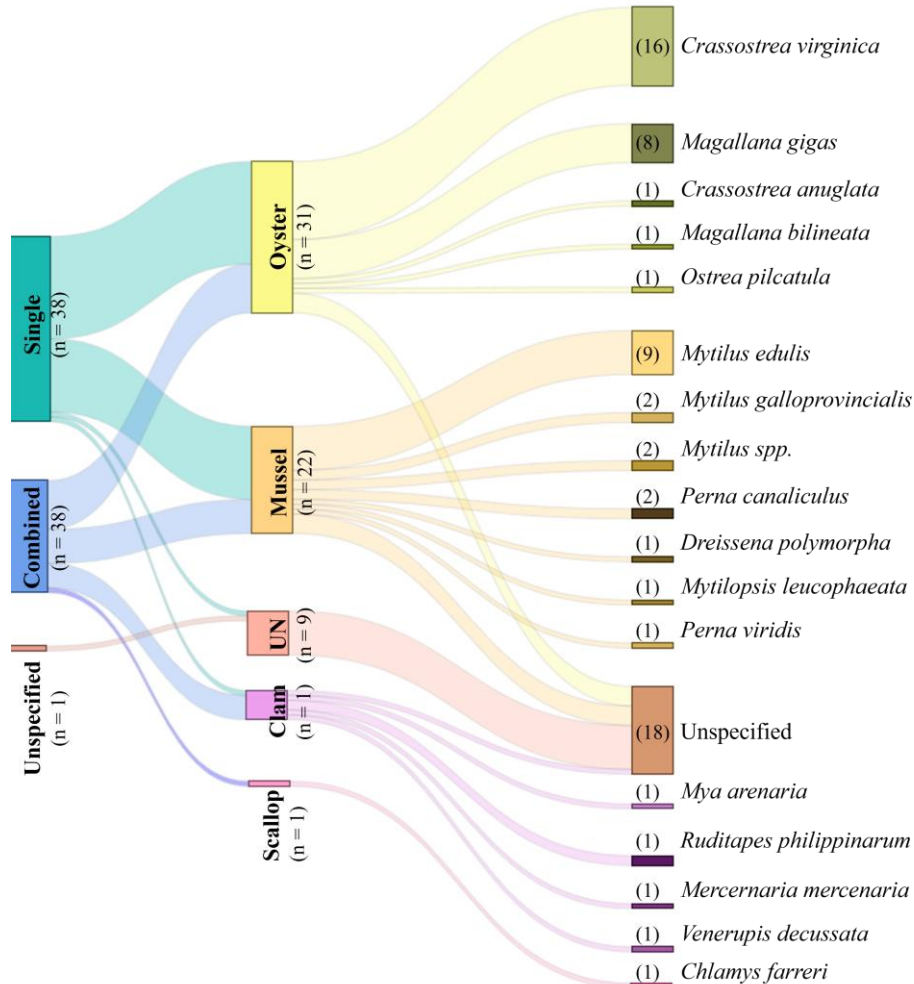 Single
(n = 38)
Combined
(n = 38)
Unspecified
(n = 1)
Oyster
(n = 31)
Mussel
(n = 22)
UN
(n = 9)
Clam
(n = 1)
Scallop
(n = 1)
(16) Crassostrea virginica
(8) Magallana gigas
(1) Crassostrea anuglata
(1) Magallana bilineata
(1) Ostrea pilcatula
(9) Mytilus edulis
(2) Mytilus galloprovincialis
(2) Mytilus spp.
(2) Perna canaliculus
(1) Dreissena polymorpha
(1) Mytilopsis leucophaeata
(1) Perna viridis
(18) Unspecified
(1) Mya arenaria
(1) Ruditapes philippinarum
(1) Mercernaria mercenaria
(1) Venerupis decussata
(1) Chlamys farreri